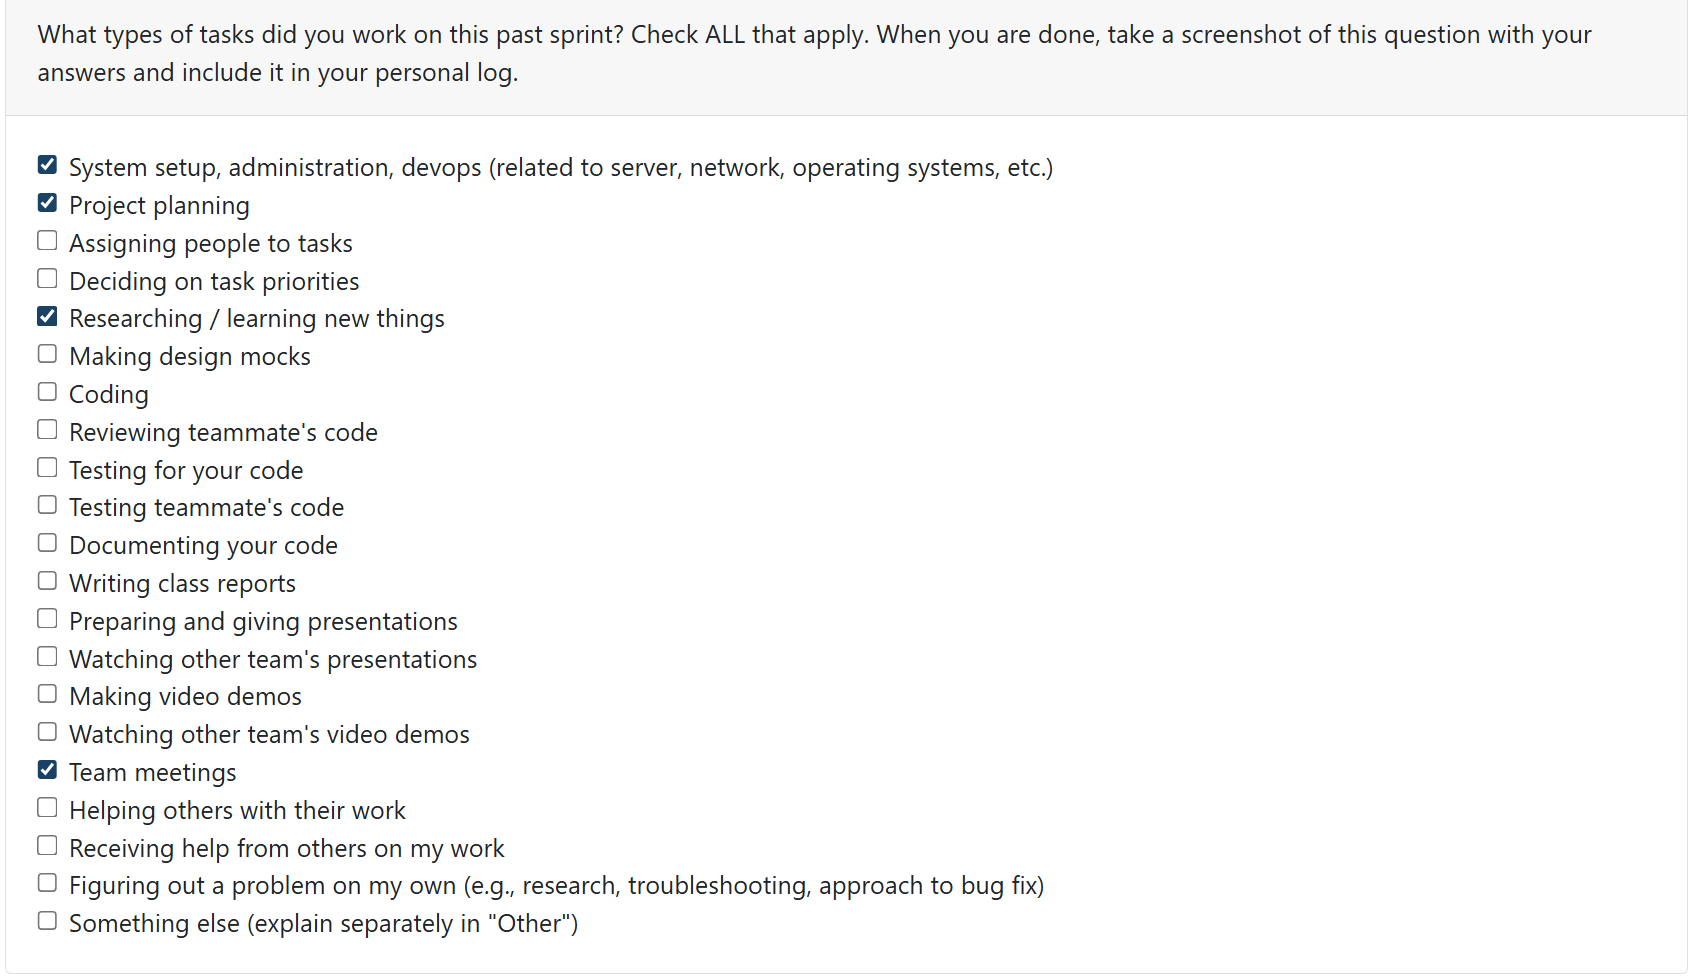 What types of tasks did you work on this past sprint? Check ALL that apply. When you are done, take a screenshot of this question with your
answers and include it in your personal log.
System setup, administration, devops (related to server, network, operating systems, etc.)
Project planning
Assigning people to tasks
Deciding on task priorities
Researching / learning new things
Making design mocks
Coding
Reviewing teammate's code
Testing for your code
Testing teammate's code
Documenting your code
Writing class reports
Preparing and giving presentations
Watching other team's presentations
Making video demos
Watching other team's video demos
Team meetings
Helping others with their work
Receiving help from others on my work
Figuring out a problem on my own (e.g., research, troubleshooting, approach to bug fix)
Something else (explain separately in "Other")